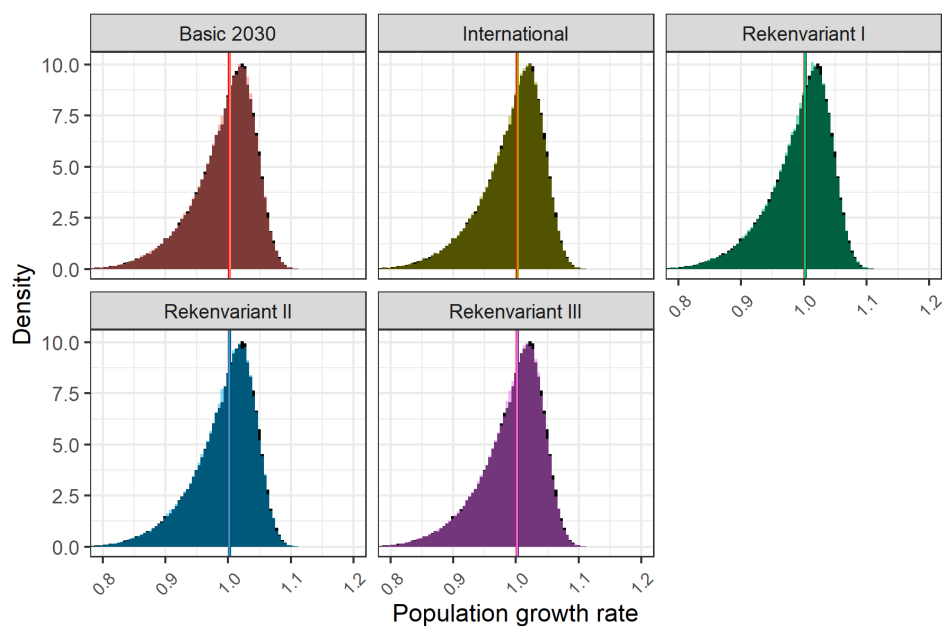 Basic 2030
International
Rekenvariant I
10.0
7.5
5.0
2.5
0.0
0.8 0.9 1.0 1.1 1.2
Rekenvariant II
Rekenvariant III
10.0
7.5
5.0
2.5
0.0
0.8 0.9 1.0 1.1 1.2
0.8 0.9 1.0 1.1 1.2
Density
Population growth rate